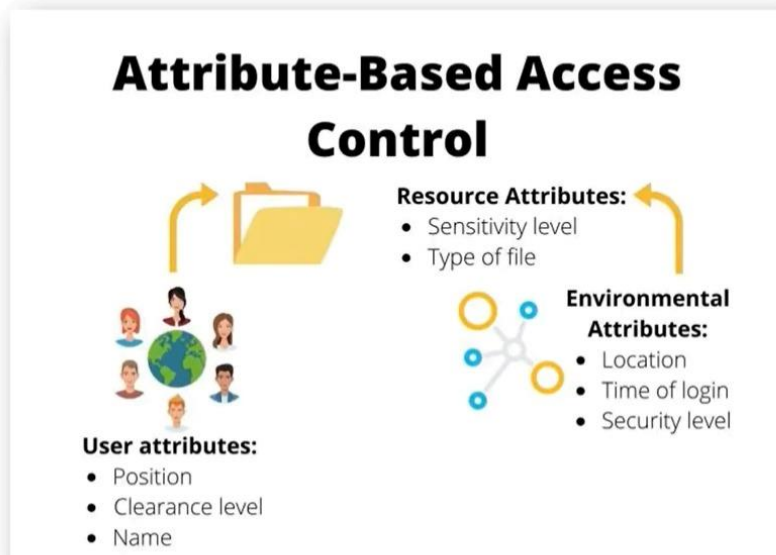 Attribute-Based Access
Control
Resource Attributes:
• Sensitivity level
• Type of file
Environmental
Attributes:
• Location
• Time of login
• Security level
User attributes:
• Position
• Clearance level
• Name